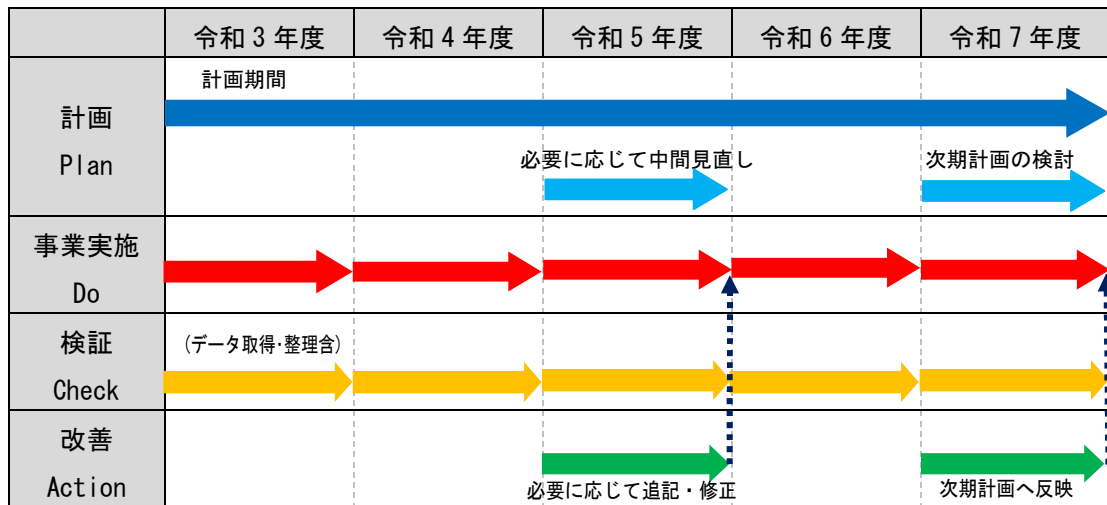 令和３年度 令和４年度 令和５年度 令和６年度 令和７年度
計画
Plan
計画期間
必要に応じて中間見直し
次期計画の検討
事業実施
Do
検証
Check
(データ取得･整理含)
改善
Action
必要に応じて追記・修正
次期計画へ反映